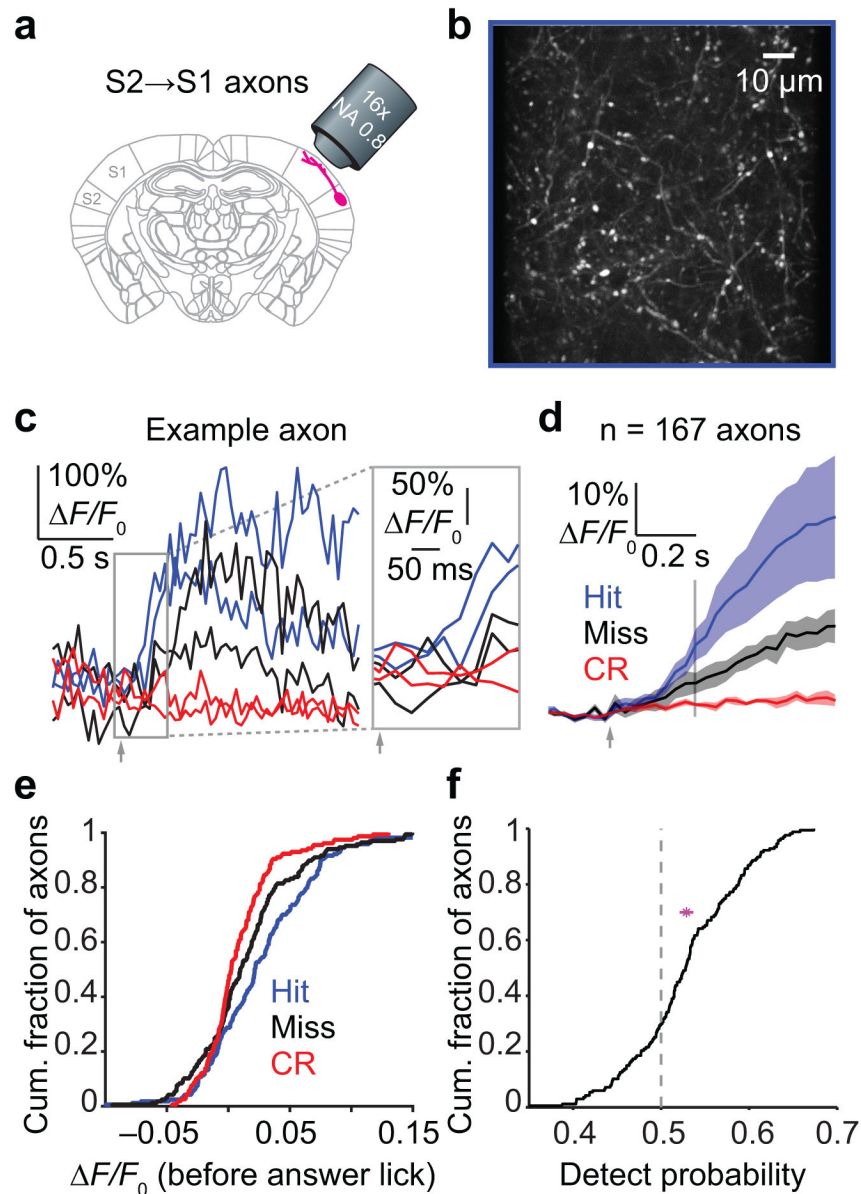 a
S2→S1 axons
16x
NA 0.8
S1
S2
b
10 µm
c
Example axon
100%
ΔF/F0
0.5 s
50%
ΔF/F0
50 ms
d
n = 167 axons
10%
ΔF/F0
0.2 s
Hit
Miss
CR
e
Cum. fraction of axons
1
0.8
0.6
0.4
0.2
0
Hit
Miss
CR
–0.05
0.05
0.15
ΔF/F0 (before answer lick)
f
Cum. fraction of axons
1
0.8
0.6
0.4
0.2
0
*
0.4
0.5
0.6
0.7
Detect probability